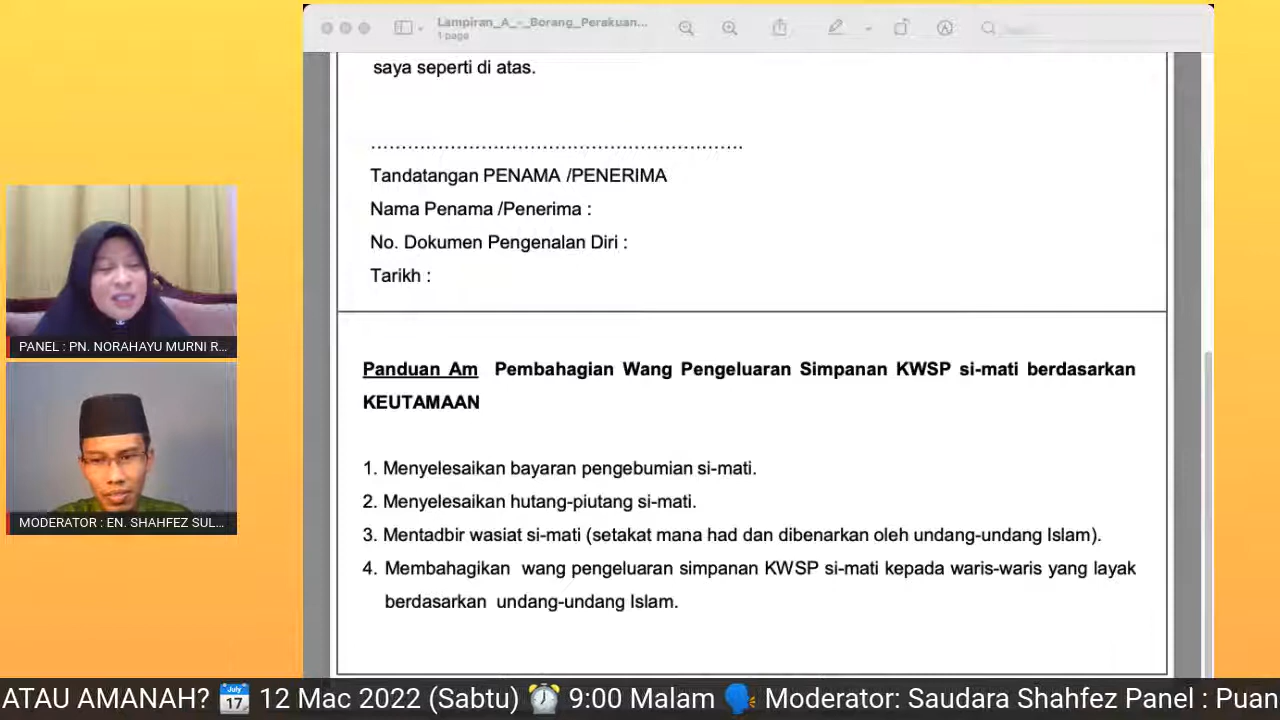 Lampiran_A_-_Borang_Perakuan...
1 page
saya seperti di atas.
............................................................
Tandatangan PENAMA /PENERIMA
Nama Penama /Penerima :
No. Dokumen Pengenalan Diri :
Tarikh :
Panduan Am Pembahagian Wang Pengeluaran Simpanan KWSP si-mati berdasarkan
KEUTAMAAN
1. Menyelesaikan bayaran pengebumian si-mati.
2. Menyelesaikan hutang-piutang si-mati.
3. Mentadbir wasiat si-mati (setakat mana had dan dibenarkan oleh undang-undang Islam).
4. Membahagikan wang pengeluaran simpanan KWSP si-mati kepada waris-waris yang layak
berdasarkan undang-undang Islam.
PANEL : PN. NORAHAYU MURNI R...
MODERATOR : EN. SHAHFEZ SUL...
ATAU AMANAH? 📅 12 Mac 2022 (Sabtu) ⏰ 9:00 Malam 🗣️ Moderator: Saudara Shahfez Panel : Puan